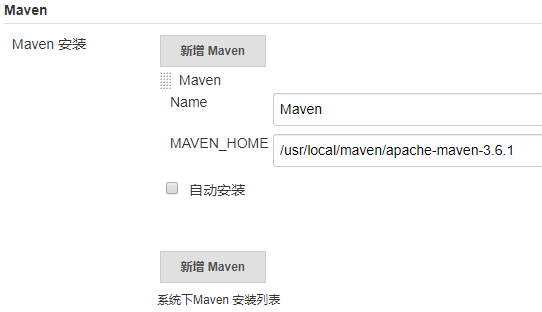 Maven
Maven 安装
新增 Maven
Maven
Name
Maven
MAVEN_HOME
/usr/local/maven/apache-maven-3.6.1
自动安装
新增 Maven
系统下Maven 安装列表